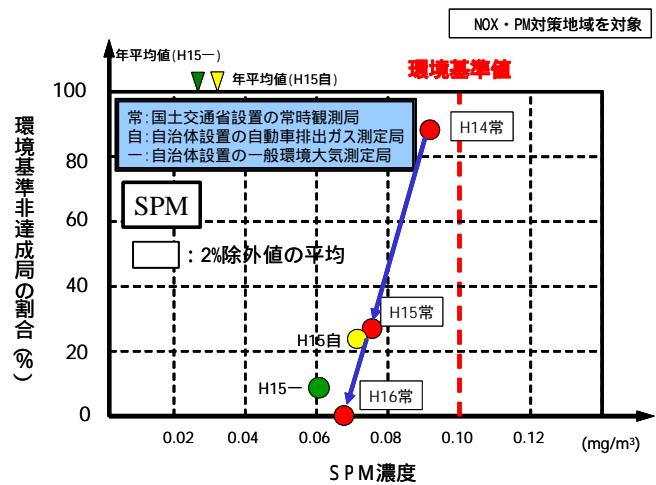 NOX・PM対策地域を対象
年平均値(H15一)
年平均値(H15自)
環境基準値
常：国土交通省設置の常時観測局
自：自治体設置の自動車排出ガス測定局
一：自治体設置の一般環境大気測定局
SPM
：2%除外値の平均
H14常
H15常
H15自
H15一
H16常
環境基準非達成局の割合(%)
100
80
60
40
20
0
0.02 0.04 0.06 0.08 0.10 0.12
(mg/m³)
SPM濃度